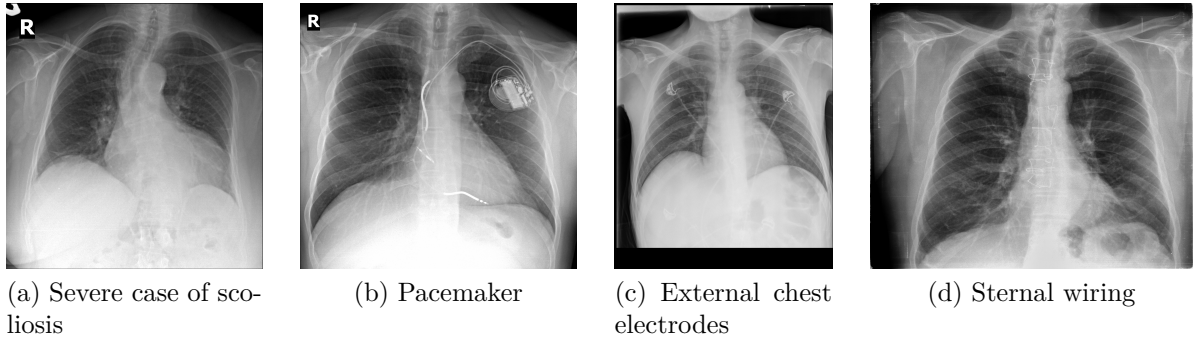 R
R
(a) Severe case of sco-
liosis
(b) Pacemaker
(c) External chest
electrodes
(d) Sternal wiring